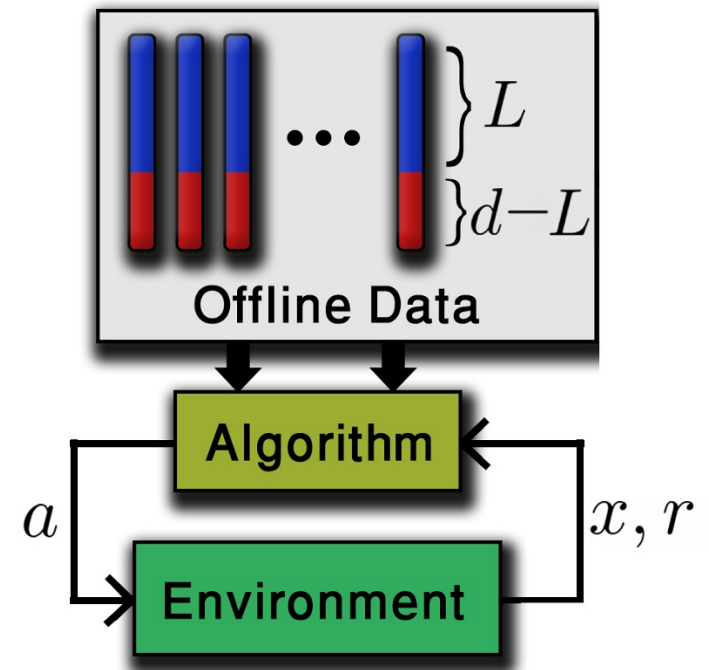 L
d−L
Offline Data
Algorithm
a
x, r
Environment